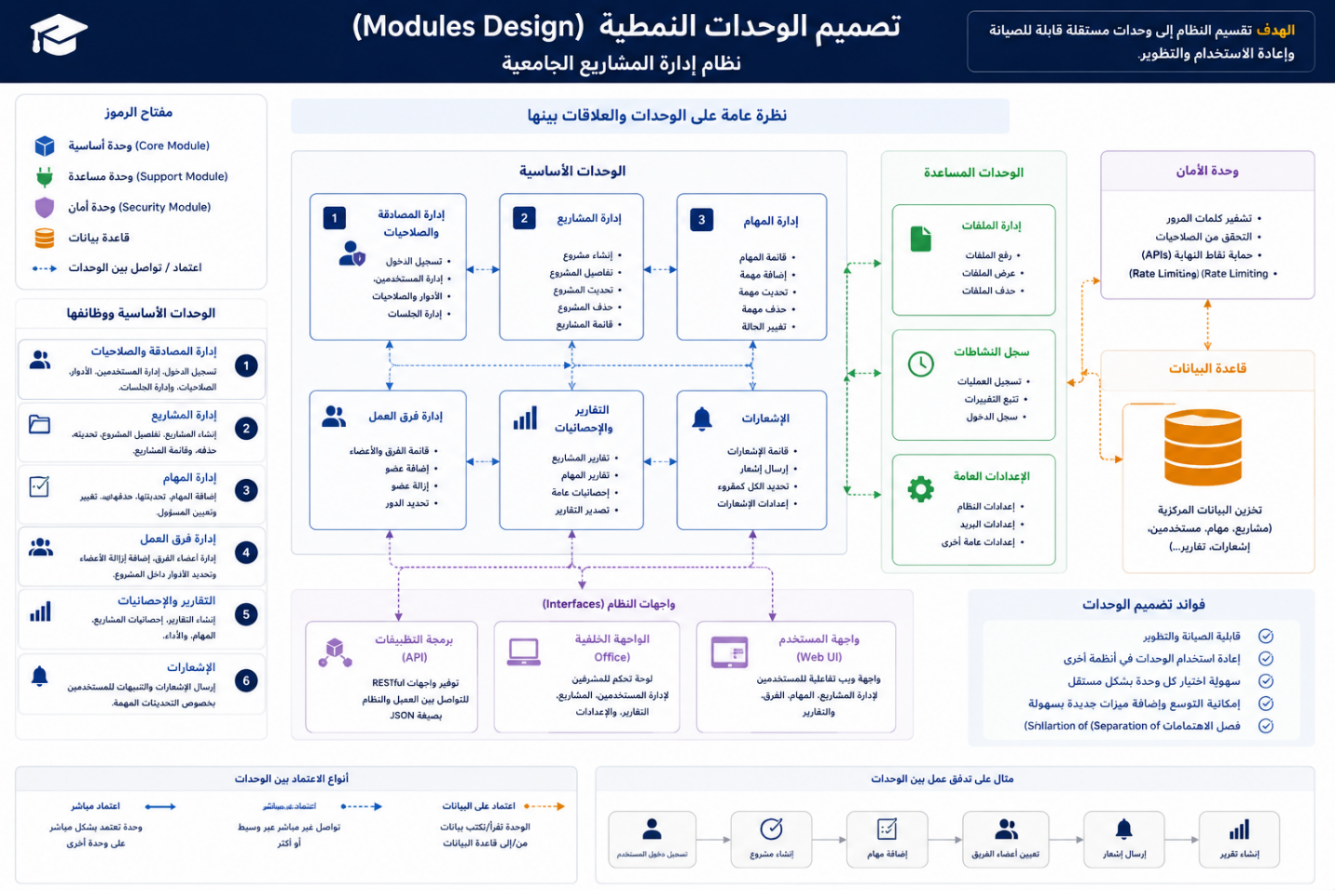 تصميم الوحدات النمطية (Modules Design)
نظام إدارة المشاريع الجامعية
الهدف تقسيم النظام إلى وحدات مستقلة قابلة للصيانة
وإعادة الاستخدام والتطوير.
مفتاح الرموز
وحدة أساسية (Core Module)
وحدة مساعدة (Support Module)
وحدة أمان (Security Module)
قاعدة بيانات
اعتماد / تواصل بين الوحدات
نظرة عامة على الوحدات والعلاقات بينها
الوحدات الأساسية
1
إدارة المصادقة
والصلاحيات
• تسجيل الدخول
• إدارة المستخدمين.
• الأدوار والصلاحيات
• إدارة الجلسات
2
إدارة المشاريع
• إنشاء مشروع
• تفاصيل المشروع
• تحديث المشروع
• حذف المشروع
• قائمة المشاريع
3
إدارة المهام
• قائمة المهام
• إضافة مهمة
• تحديث مهمة
• حذف مهمة
• تغيير الحالة
إدارة فرق العمل
• قائمة الفرق والأعضاء
• إضافة عضو
• إزالة عضو
• تحديد الدور
التقارير
والإحصائيات
• تقارير المشاريع
• تقارير المهام
• إحصائيات عامة
• تصدير التقارير
الإشعارات
• قائمة الإشعارات
• إرسال إشعار
• تحديد الكل كمقروء
• إعدادات الإشعارات
الوحدات المساعدة
إدارة الملفات
• رفع الملفات
• عرض الملفات
• حذف الملفات
سجل النشاطات
• تسجيل العمليات
• تتبع التغييرات
• سجل الدخول
الإعدادات العامة
• إعدادات النظام
• إعدادات البريد
• إعدادات عامة أخرى
وحدة الأمان
• تشفير كلمات المرور
• التحقق من الصلاحيات
• حماية نقاط النهاية (APIs)
• Rate Limiting) (Rate Limiting)
قاعدة البيانات
تخزين البيانات المركزية
(مشاريع، مهام، مستخدمين،
إشعارات، تقارير...)
الوحدات الأساسية ووظائفها
1
إدارة المصادقة والصلاحيات
تسجيل الدخول، إدارة المستخدمين، الأدوار،
الصلاحيات، وإدارة الجلسات.
2
إدارة المشاريع
إنشاء المشاريع، تفاصيل المشروع، تحديثه،
حذفه، وقائمة المشاريع.
3
إدارة المهام
إضافة المهام، تحديثها، تغيير
وتعيين المسؤول.
4
إدارة فرق العمل
إدارة أعضاء الفرق، إضافة الأعضاء
وتحديد الأدوار داخل المشروع.
5
التقارير والإحصائيات
إنشاء التقارير، إحصائيات المشاريع،
المهام، والأداء.
6
الإشعارات
إرسال الإشعارات والتنبيهات للمستخدمين
بخصوص التحديثات المهمة.
واجهات النظام (Interfaces)
برمجة التطبيقات
(API)
توفير واجهات RESTful
للتواصل بين العميل والنظام
بصيغة JSON
الواجهة الخلفية
Office)
لوحة تحكم للمشرفين
لإدارة المستخدمين، المشاريع،
التقارير، والإعدادات
واجهة المستخدم
(Web UI)
واجهة ويب تفاعلية للمستخدمين
لإدارة المشاريع، المهام، الفرق،
والتقارير
فوائد تصميم الوحدات
قابلية الصيانة والتطوير
إعادة استخدام الوحدات في أنظمة أخرى
سهولة اختبار كل وحدة بشكل مستقل
إمكانية التوسع وإضافة ميزات جديدة بسهولة
فصل الاهتمامات (Separation of
أنواع الاعتماد بين الوحدات
اعتماد مباشر
وحدة تعتمد بشكل مباشر
على وحدة أخرى
اعتماد غير مباشر
تواصل غير مباشر عبر وسيط
أو أكثر
اعتماد على البيانات
الوحدة تقرأ/تكتب بيانات
من/إلى قاعدة البيانات
مثال على تدفق عمل بين الوحدات
تسجيل دخول المستخدم
إنشاء مشروع
إضافة مهام
تعيين أعضاء الفريق
إرسال إشعار
إنشاء تقرير